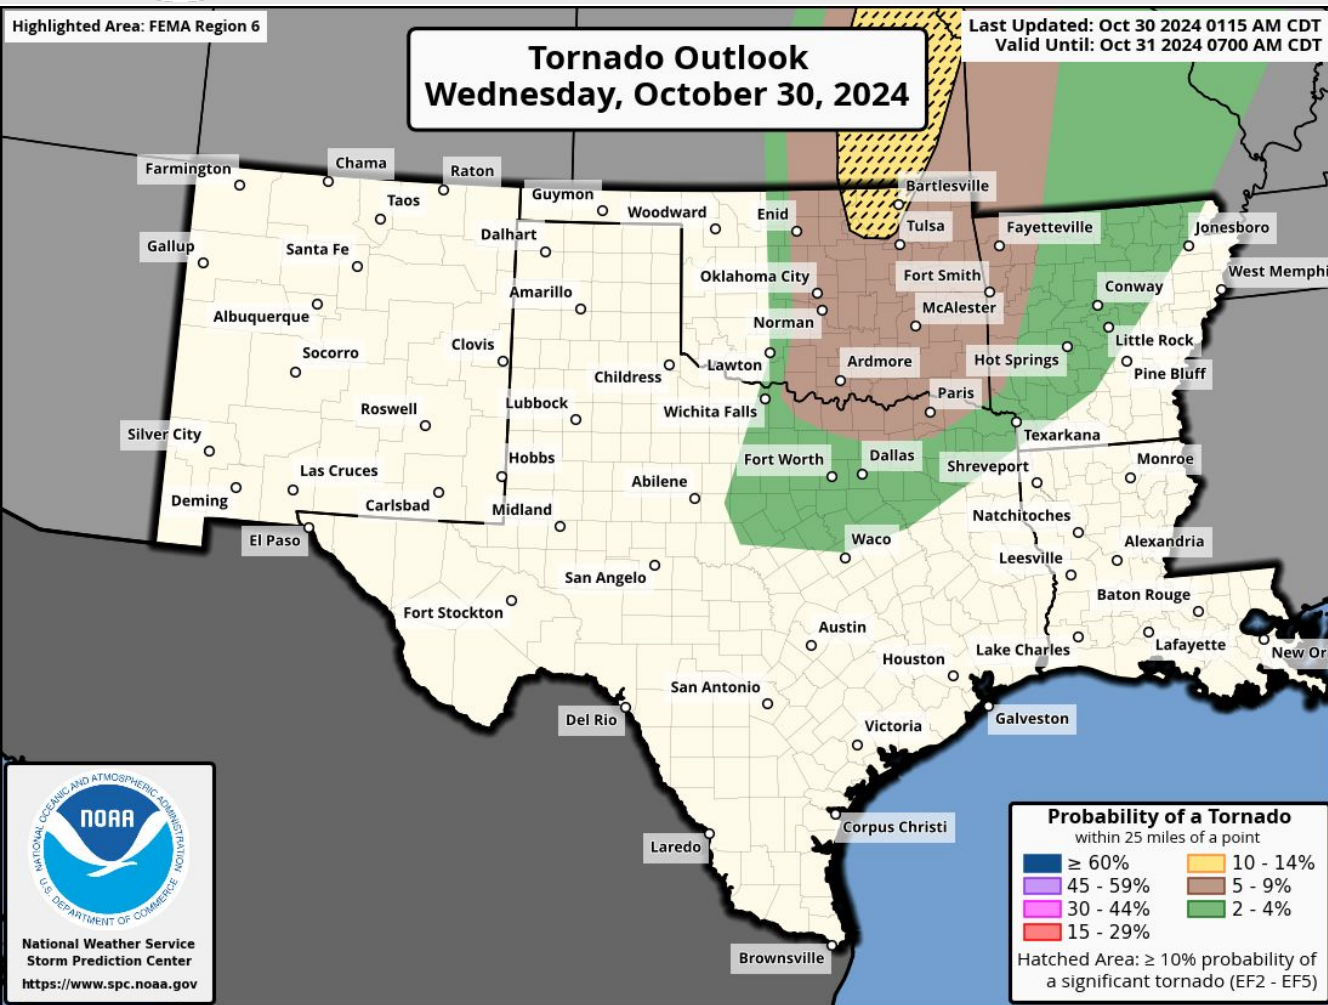 Highlighted Area: FEMA Region 6
Last Updated: Oct 30 2024 0115 AM CDT
Valid Until: Oct 31 2024 0700 AM CDT
Tornado Outlook
Wednesday, October 30, 2024
Farmington
Chama
Raton
Taos
Guymon
Woodward
Enid
Bartlesville
Tulsa
Fayetteville
Jonesboro
Gallup
Santa Fe
Dalhart
Oklahoma City
Fort Smith
West Memphi
Albuquerque
Amarillo
Norman
McAlester
Conway
Socorro
Clovis
Childress
Lawton
Ardmore
Hot Springs
Little Rock
Pine Bluff
Roswell
Lubbock
Wichita Falls
Paris
Silver City
Texarkana
Las Cruces
Hobbs
Fort Worth
Dallas
Shreveport
Monroe
Deming
Carlsbad
Midland
Abilene
Natchitoches
El Paso
Waco
Leesville
Alexandria
San Angelo
Fort Stockton
Baton Rouge
Austin
Houston
Lake Charles
Lafayette
New Or
San Antonio
Del Rio
Victoria
Galveston
Laredo
Corpus Christi
Brownsville
NATIONAL OCEANIC AND ATMOSPHERIC ADMINISTRATION
NOAA
U.S. DEPARTMENT OF COMMERCE
National Weather Service
Storm Prediction Center
https://www.spc.noaa.gov
Probability of a Tornado
within 25 miles of a point
≥ 60%
10 - 14%
45 - 59%
5 - 9%
30 - 44%
2 - 4%
15 - 29%
Hatched Area: ≥ 10% probability of
a significant tornado (EF2 - EF5)